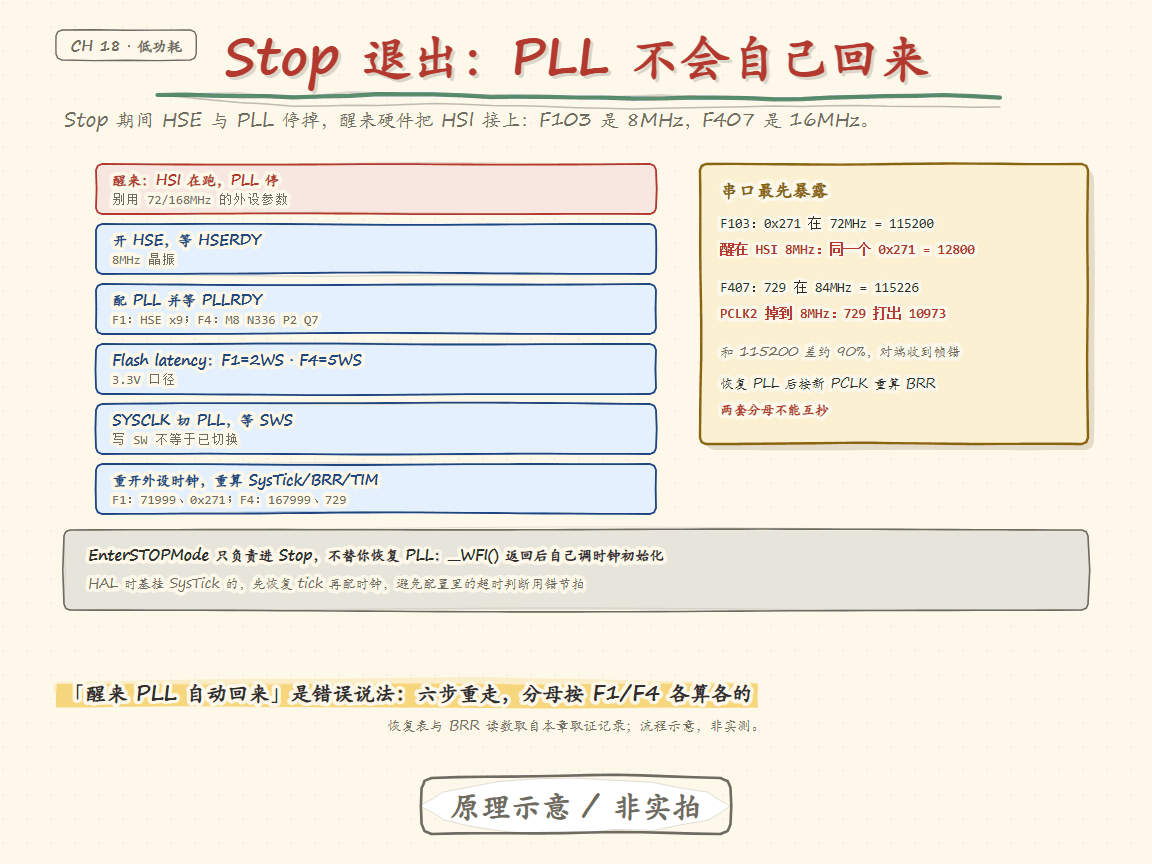 CH 18 · 低功耗
Stop 退出：PLL 不会自己回来
Stop 期间 HSE 与 PLL 停掉，醒来硬件把 HSI 接上：F103 是 8MHz，F407 是 16MHz。
醒来：HSI 在跑，PLL 停
别用 72/168MHz 的外设参数
开 HSE，等 HSERDY
8MHz 晶振
配 PLL 并等 PLLRDY
F1：HSE x9；F4：M8 N336 P2 Q7
Flash latency：F1=2WS · F4=5WS
3.3V 口径
SYSCLK 切 PLL，等 SWS
写 SW 不等于已切换
重开外设时钟，重算 SysTick/BRR/TIM
F1：71999、0x271；F4：167999、729
串口最先暴露
F103：0x271 在 72MHz = 115200
醒在 HSI 8MHz：同一个 0x271 = 12800
F407：729 在 84MHz = 115226
PCLK2 掉到 8MHz：729 打出 10973
和 115200 差约 90%，对端收到帧错
恢复 PLL 后按新 PCLK 重算 BRR
两套分母不能互抄
EnterSTOPMode 只负责进 Stop，不替你恢复 PLL：__WFI() 返回后自己调时钟初始化
HAL 时基挂 SysTick 的，先恢复 tick 再配时钟，避免配置里的超时判断用错节拍
「醒来 PLL 自动回来」是错误说法：六步重走，分母按 F1/F4 各算各的
恢复表与 BRR 读数取自本章取证记录；流程示意，非实测。
原理示意 / 非实拍